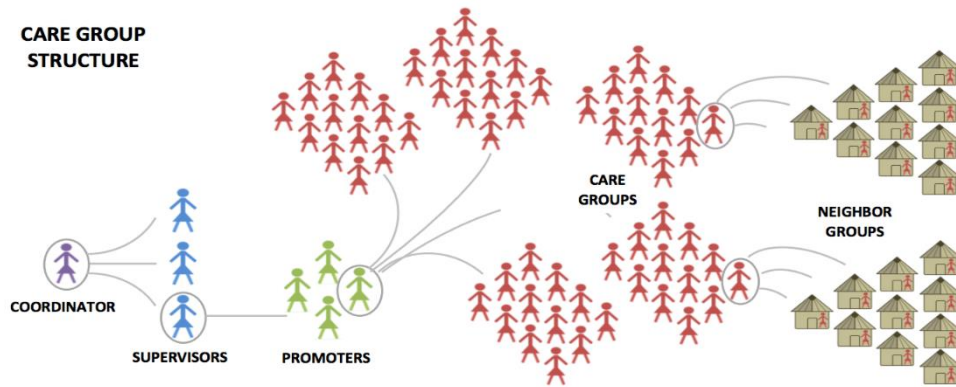 CARE GROUP
STRUCTURE
CARE
GROUPS
NEIGHBOR
GROUPS
COORDINATOR
SUPERVISORS
PROMOTERS